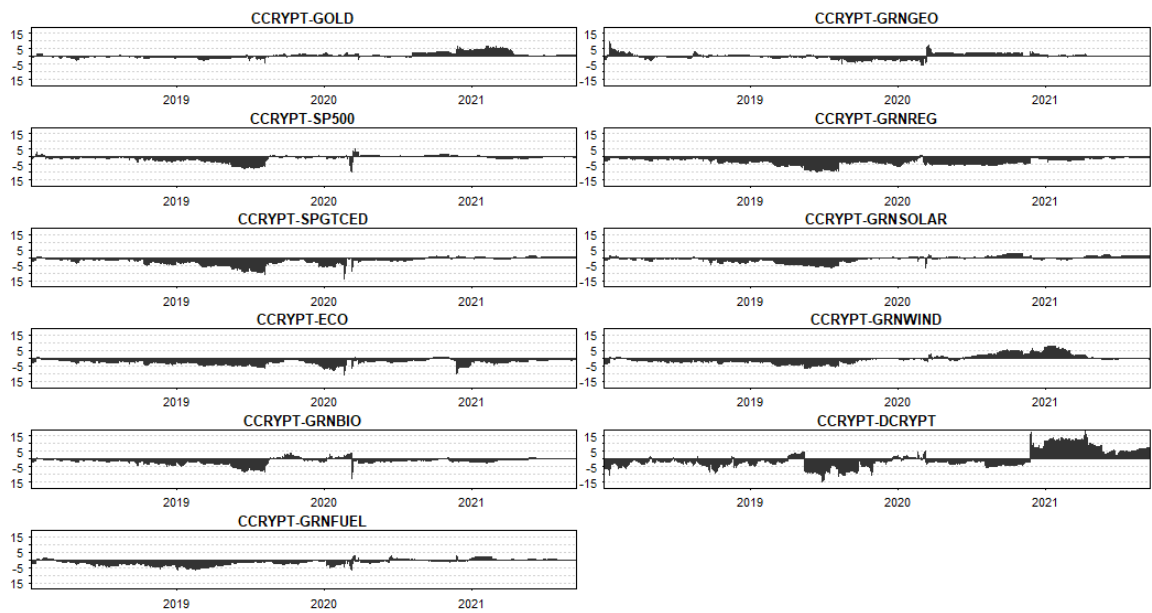 CCRYPT-GOLD
15
5
-5
15
2019 2020 2021
CCRYPT-GRNGEO
15
5
-5
-15
2019 2020 2021
CCRYPT-SP500
15
5
-5
15
2019 2020 2021
CCRYPT-GRNREG
15
5
-5
-15
2019 2020 2021
CCRYPT-SPGTCED
15
5
-5
15
2019 2020 2021
CCRYPT-GRNSOLAR
15
5
-5
-15
2019 2020 2021
CCRYPT-ECO
15
5
-5
15
2019 2020 2021
CCRYPT-GRNWIND
15
5
-5
-15
2019 2020 2021
CCRYPT-GRNBIO
15
5
-5
15
2019 2020 2021
CCRYPT-DCRYPT
15
5
-5
-15
2019 2020 2021
CCRYPT-GRNFUEL
15
5
-5
15
2019 2020 2021